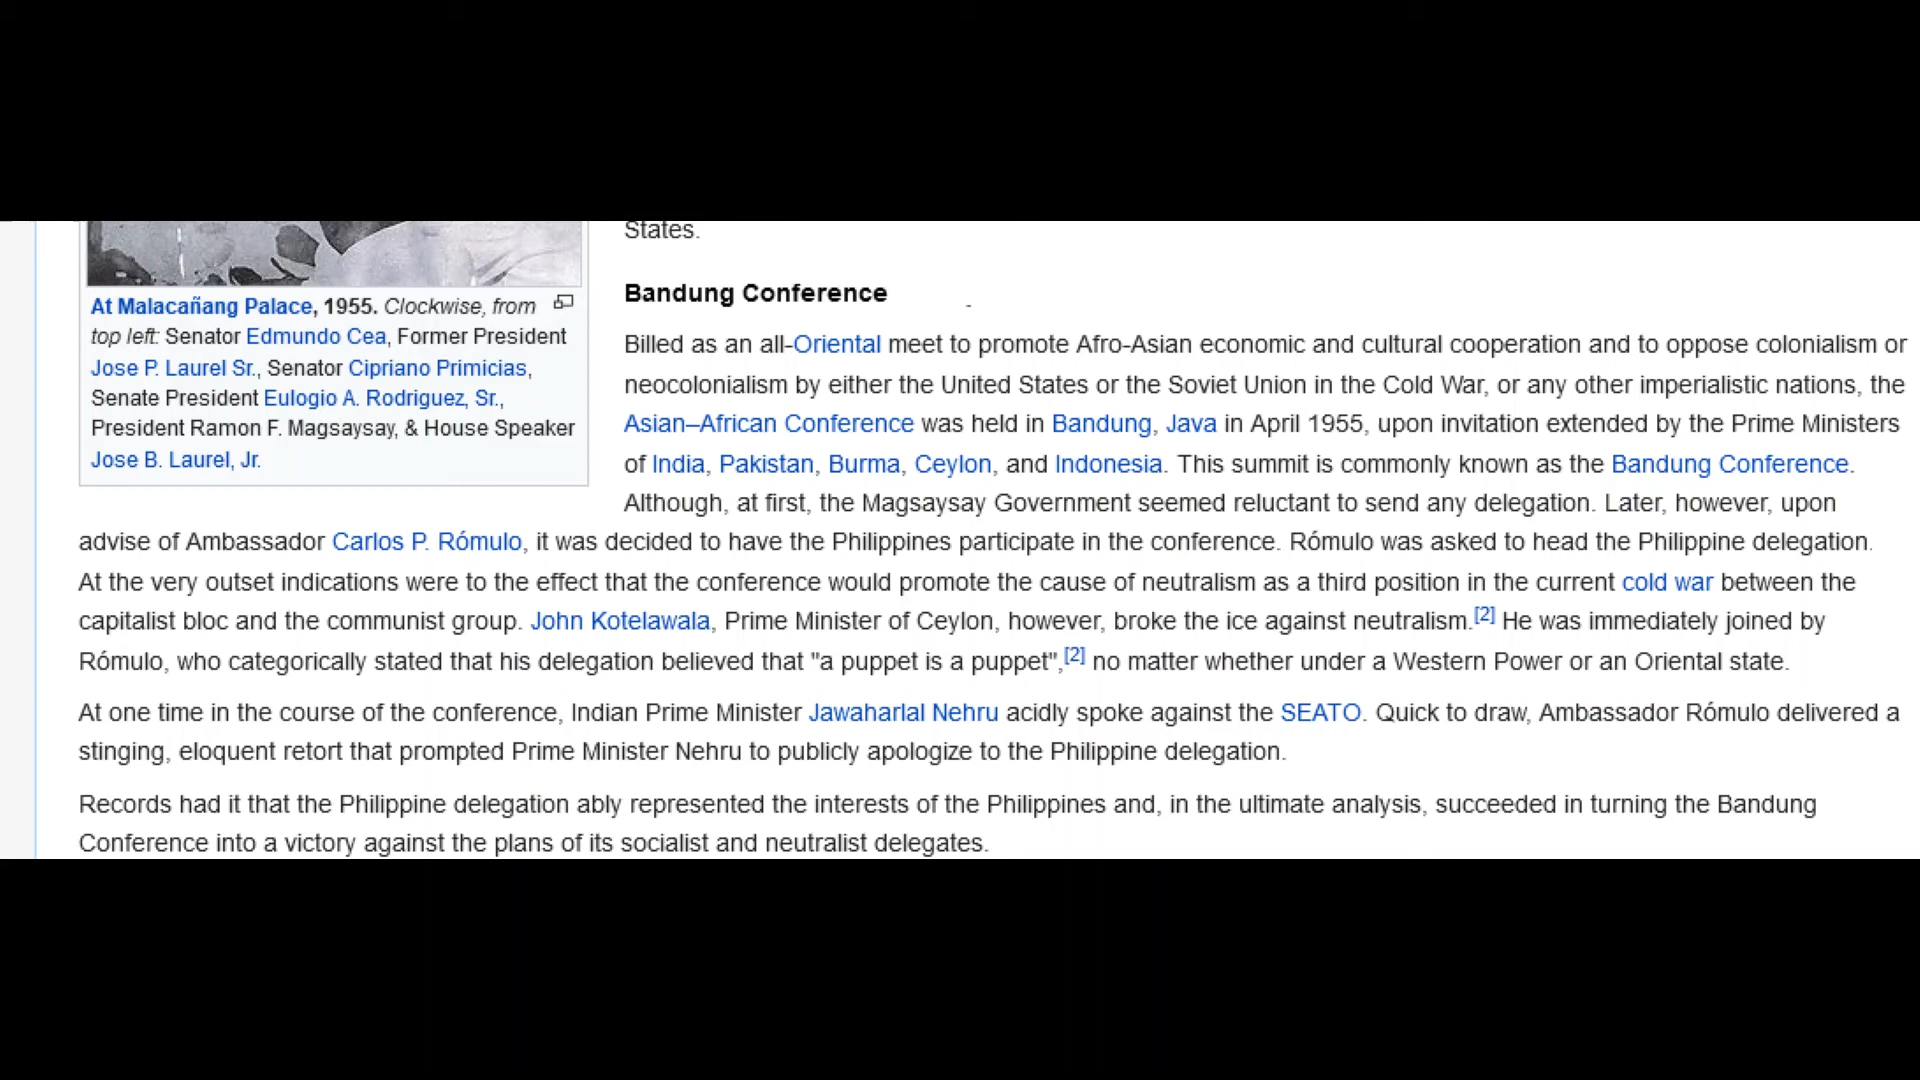 States.
At Malacañang Palace, 1955. Clockwise, from
top left: Senator Edmundo Cea, Former President
Jose P. Laurel Sr., Senator Cipriano Primicias,
Senate President Eulogio A. Rodriguez, Sr.,
President Ramon F. Magsaysay, & House Speaker
Jose B. Laurel, Jr.
Bandung Conference
Billed as an all-Oriental meet to promote Afro-Asian economic and cultural cooperation and to oppose colonialism or
neocolonialism by either the United States or the Soviet Union in the Cold War, or any other imperialistic nations, the
Asian–African Conference was held in Bandung, Java in April 1955, upon invitation extended by the Prime Ministers
of India, Pakistan, Burma, Ceylon, and Indonesia. This summit is commonly known as the Bandung Conference.
Although, at first, the Magsaysay Government seemed reluctant to send any delegation. Later, however, upon
advise of Ambassador Carlos P. Rómulo, it was decided to have the Philippines participate in the conference. Rómulo was asked to head the Philippine delegation.
At the very outset indications were to the effect that the conference would promote the cause of neutralism as a third position in the current cold war between the
capitalist bloc and the communist group. John Kotelawala, Prime Minister of Ceylon, however, broke the ice against neutralism.[2] He was immediately joined by
Rómulo, who categorically stated that his delegation believed that "a puppet is a puppet",[2] no matter whether under a Western Power or an Oriental state.
At one time in the course of the conference, Indian Prime Minister Jawaharlal Nehru acidly spoke against the SEATO. Quick to draw, Ambassador Rómulo delivered a
stinging, eloquent retort that prompted Prime Minister Nehru to publicly apologize to the Philippine delegation.
Records had it that the Philippine delegation ably represented the interests of the Philippines and, in the ultimate analysis, succeeded in turning the Bandung
Conference into a victory against the plans of its socialist and neutralist delegates.